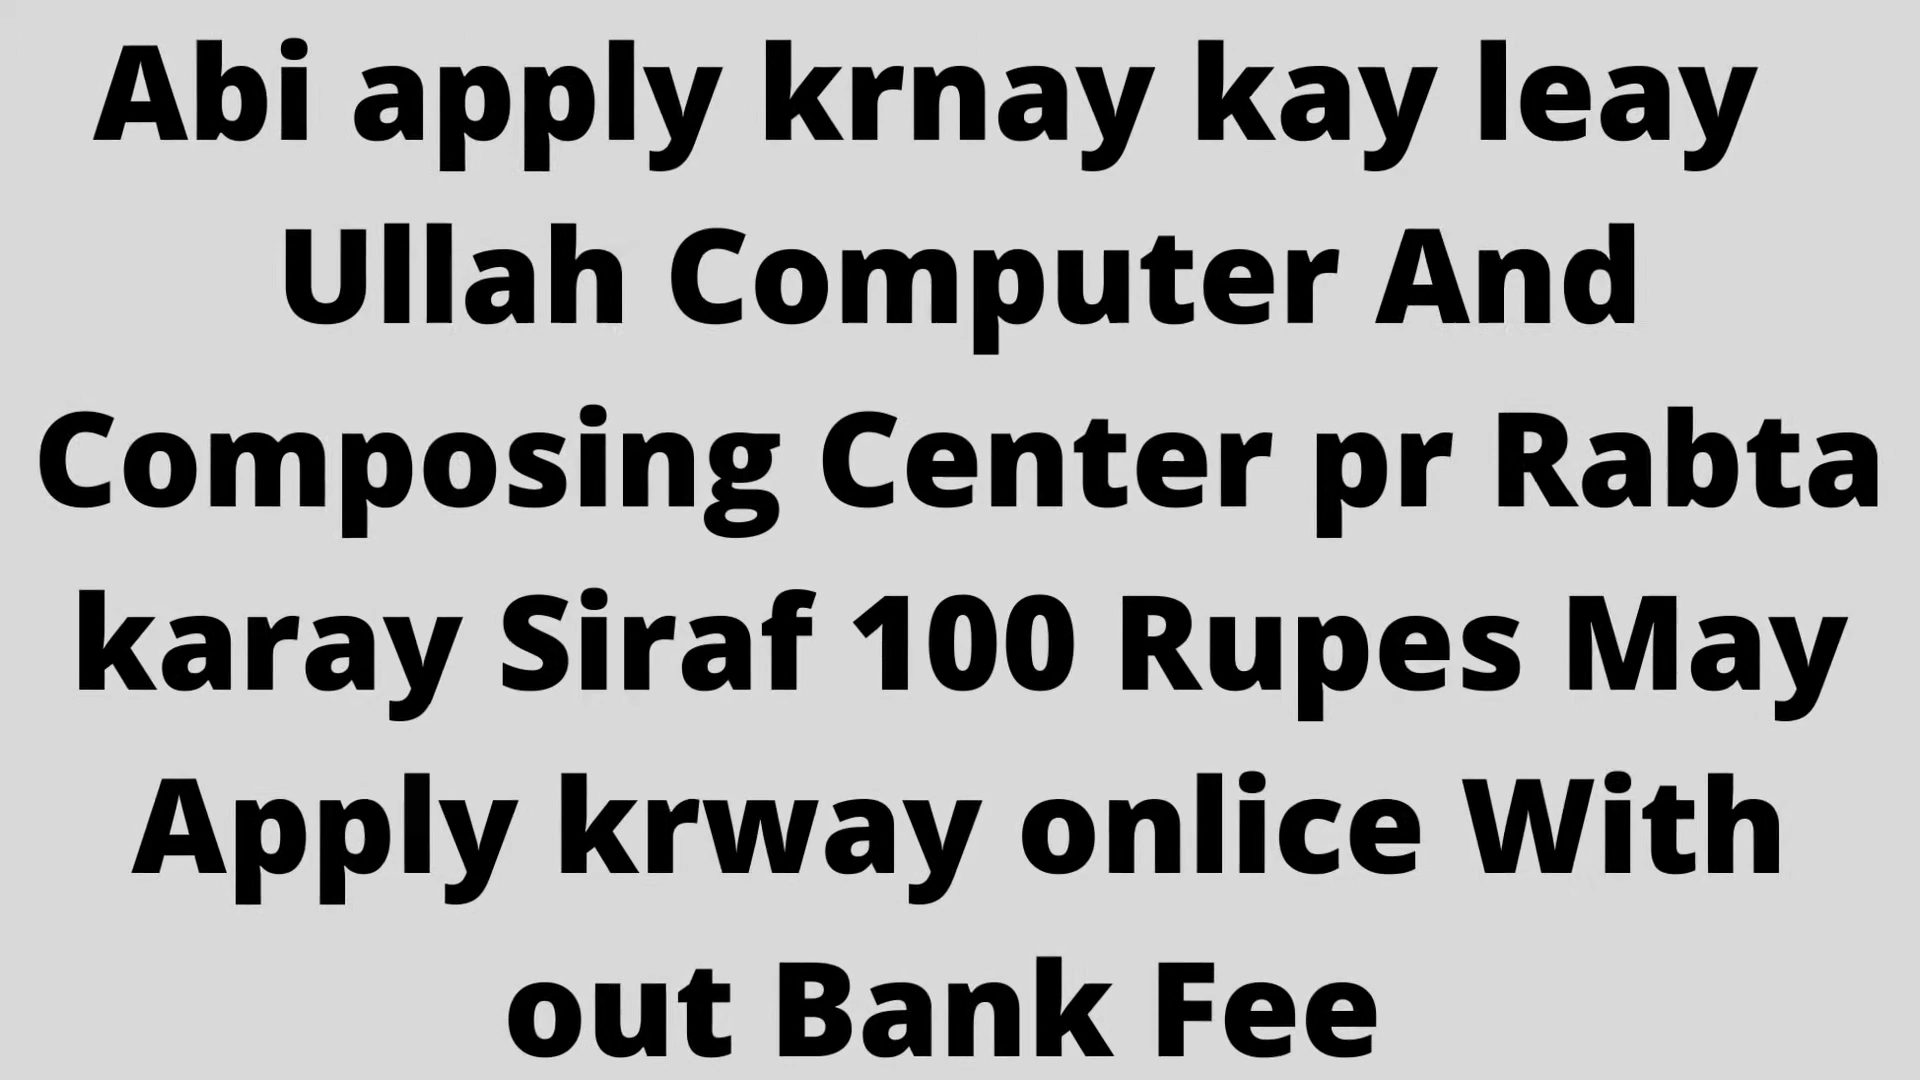 Abi apply krnay kay leay
Ullah Computer And
Composing Center pr Rabta
karay Siraf 100 Rupes May
Apply krway onlice With
out Bank Fee